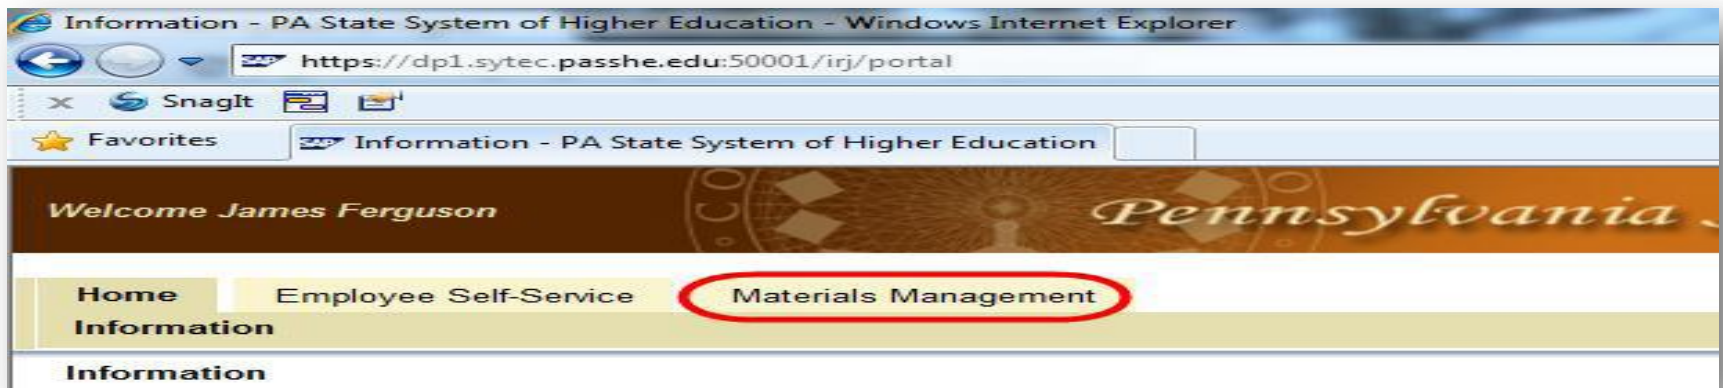 Information - PA State System of Higher Education - Windows Internet Explorer
SAP https://dp1.sytec.passhe.edu:50001/irj/portal
x SnagIt
Favorites SAP Information - PA State System of Higher Education
Welcome James Ferguson Pennsylvania
Home Employee Self-Service Materials Management
Information
Information